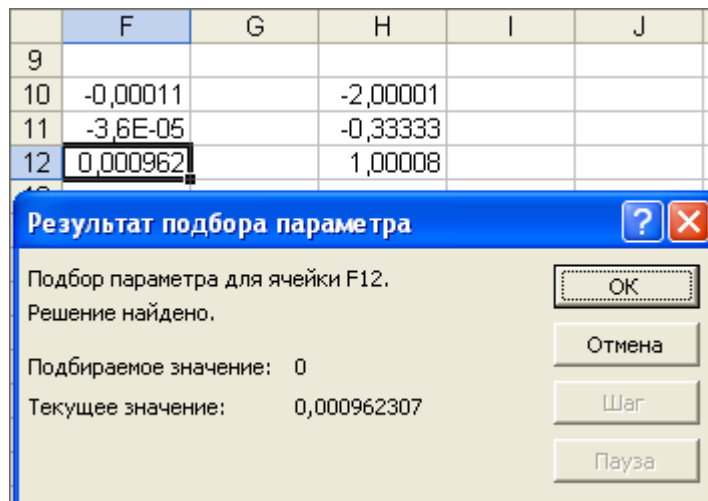 F G H I J
9
10 -0,00011 -2,00001
11 -3,6E-05 -0,33333
12 0,000962 1,00008
Результат подбора параметра
Подбор параметра для ячейки F12.
Решение найдено.
Подбираемое значение: 0
Текущее значение: 0,000962307
ОК
Отмена
Шаг
Пауза